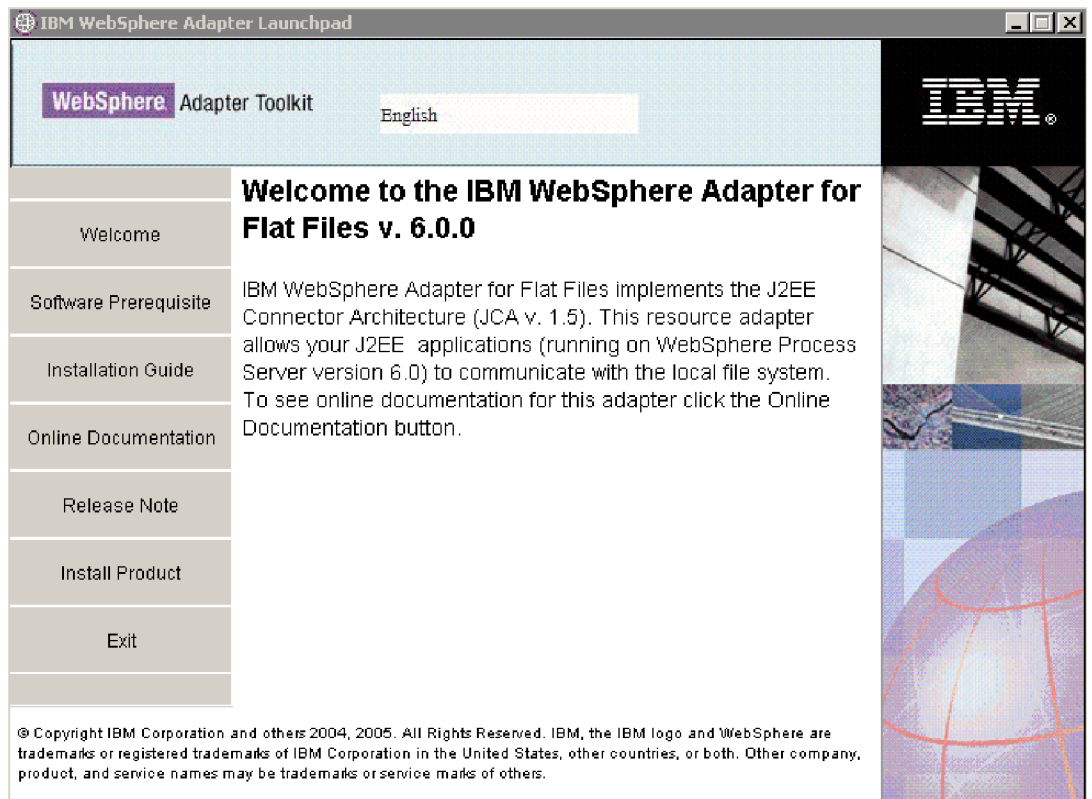 IBM WebSphere Adapter Launchpad
WebSphere. Adapter Toolkit
English
IBM®
Welcome
Software Prerequisite
Installation Guide
Online Documentation
Release Note
Install Product
Exit
Welcome to the IBM WebSphere Adapter for
Flat Files v. 6.0.0
IBM WebSphere Adapter for Flat Files implements the J2EE
Connector Architecture (JCA v. 1.5). This resource adapter
allows your J2EE applications (running on WebSphere Process
Server version 6.0) to communicate with the local file system.
To see online documentation for this adapter click the Online
Documentation button.
© Copyright IBM Corporation and others 2004, 2005. All Rights Reserved. IBM, the IBM logo and WebSphere are
trademarks or registered trademarks of IBM Corporation in the United States, other countries, or both. Other company,
product, and service names may be trademarks or service marks of others.